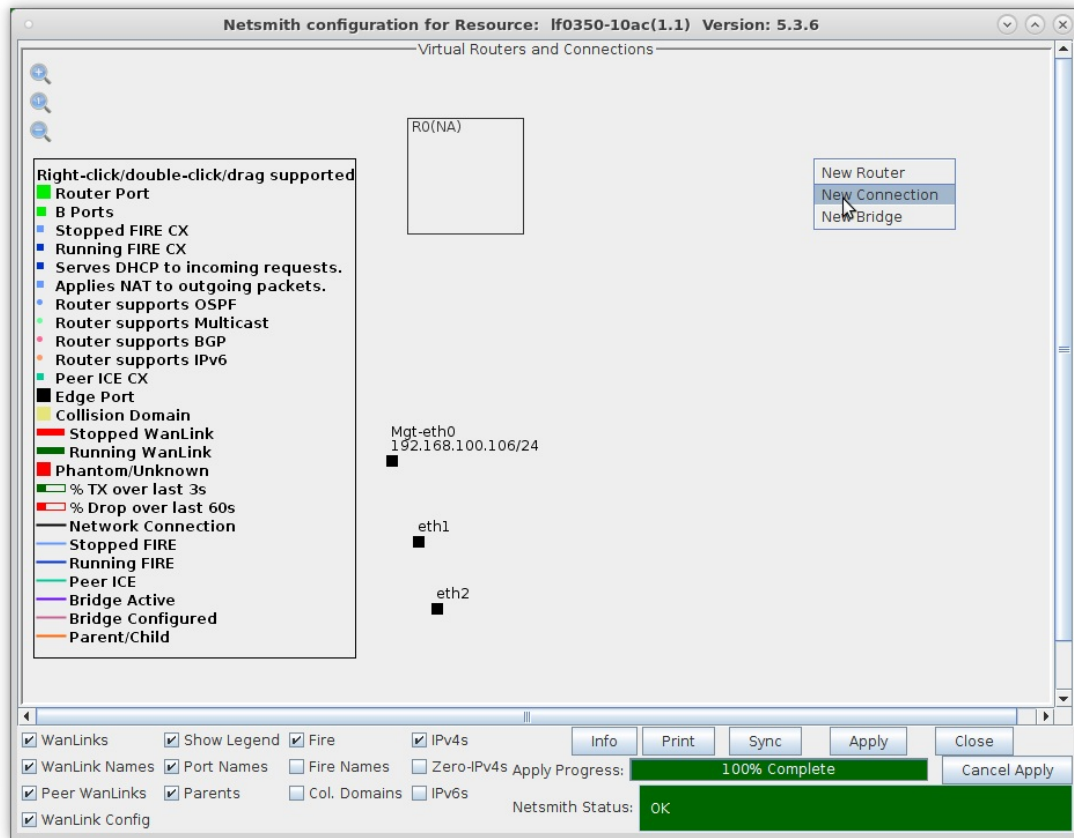 Netsmith configuration for Resource: lf0350-10ac(1.1) Version: 5.3.6
Virtual Routers and Connections
R0(NA)
New Router
New Connection
New Bridge
Right-click/double-click/drag supported
Router Port
B Ports
Stopped FIRE CX
Running FIRE CX
Serves DHCP to incoming requests.
Applies NAT to outgoing packets.
Router supports OSPF
Router supports Multicast
Router supports BGP
Router supports IPv6
Peer ICE CX
Edge Port
Collision Domain
Stopped WanLink
Running WanLink
Phantom/Unknown
% TX over last 3s
% Drop over last 60s
Network Connection
Stopped FIRE
Running FIRE
Peer ICE
Bridge Active
Bridge Configured
Parent/Child
Mgt-eth0
192.168.100.106/24
eth1
eth2
WanLinks Show Legend Fire IPv4s Info Print Sync Apply Close
WanLink Names Port Names Fire Names Zero-IPv4s Apply Progress: 100% Complete Cancel Apply
Peer WanLinks Parents Col. Domains IPv6s Netsmith Status: OK
WanLink Config